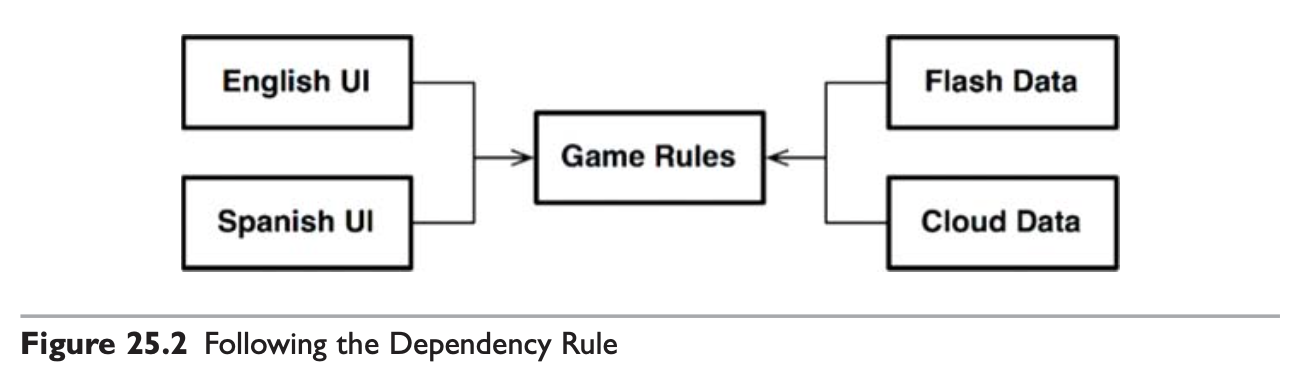 English UI
Flash Data
Game Rules
Spanish UI
Cloud Data
Figure 25.2 Following the Dependency Rule